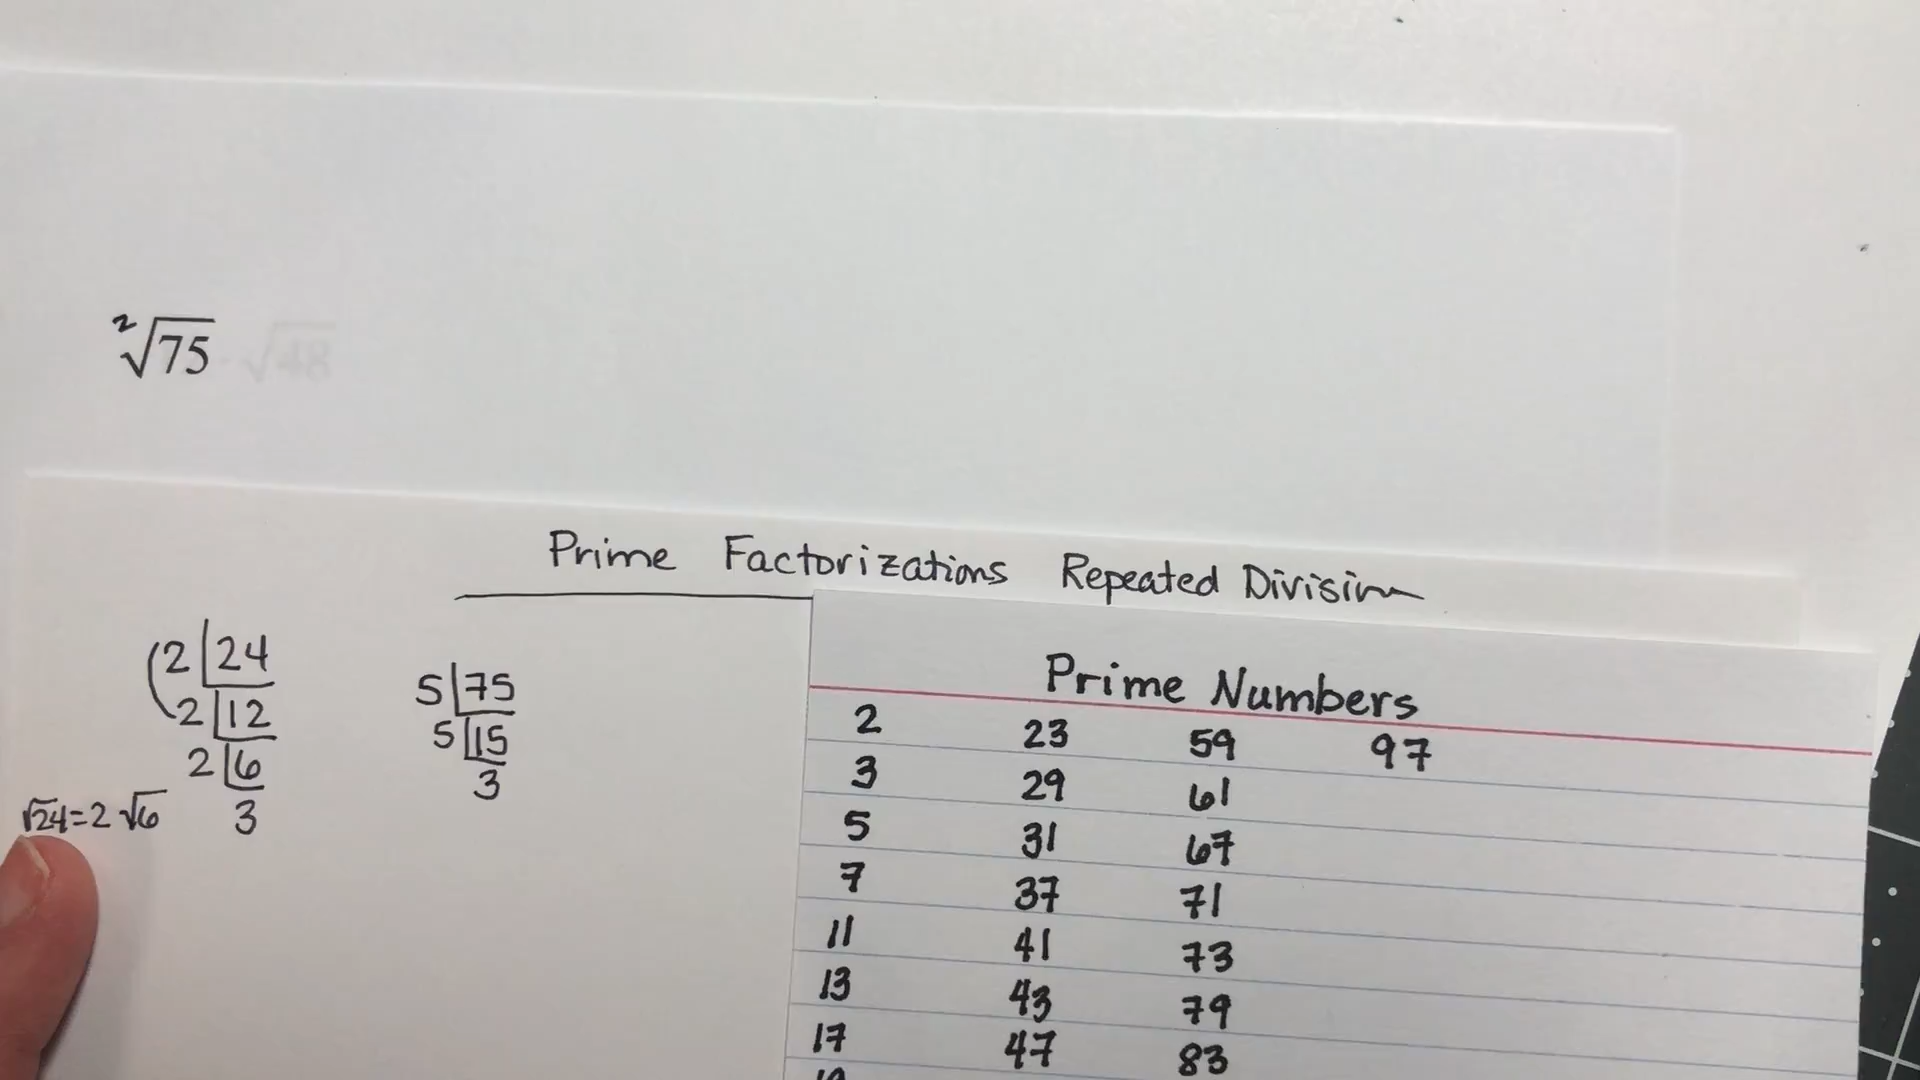 ²√75 · √48
Prime Factorizations Repeated Division
2 24
2 12
2 6
3
√24=2 √6
5 75
5 15
3
Prime Numbers
2 23 59 97
3 29 61
5 31 67
7 37 71
11 41 73
13 43 79
17 47 83